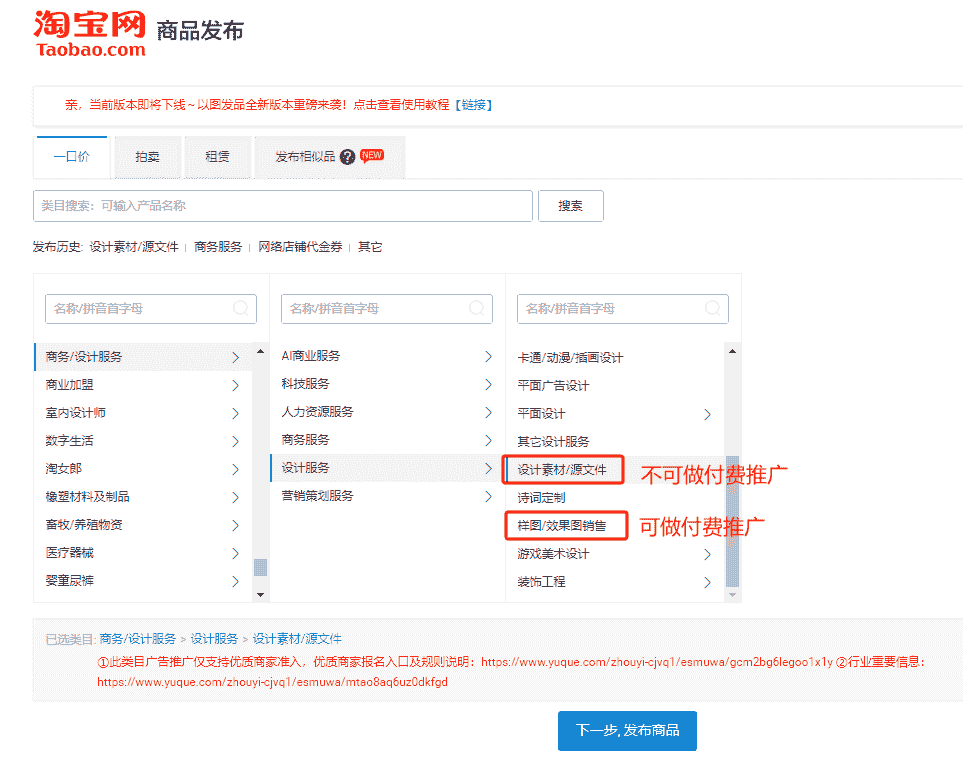 淘宝网 商品发布
Taobao.com
亲，当前版本即将下线~以图发品全新版本重磅来袭！点击查看使用教程【链接】
一口价 拍卖 租赁 发布相似品 ? NEW
类目搜索：可输入产品名称 搜索
发布历史: 设计素材/源文件 | 商务服务 | 网络店铺代金券 | 其它
名称/拼音首字母 名称/拼音首字母 名称/拼音首字母
商务/设计服务 AI商业服务 卡通/动漫/插画设计
商业加盟 科技服务 平面广告设计
室内设计师 人力资源服务 平面设计
数字生活 商务服务 其它设计服务
淘女郎 设计服务 设计素材/源文件 不可做付费推广
橡塑材料及制品 营销策划服务 诗词定制
畜牧/养殖物资 样图/效果图销售 可做付费推广
医疗器械 游戏美术设计
婴童尿裤 装饰工程
已选类目: 商务/设计服务 > 设计服务 > 设计素材/源文件
①此类目广告推广仅支持优质商家准入，优质商家报名入口及规则说明：https://www.yuque.com/zhouyi-cjvq1/esmuwa/gcm2bg6legoo1x1y ②行业重要信息：
https://www.yuque.com/zhouyi-cjvq1/esmuwa/mtao8aq6uz0dkfgd
下一步, 发布商品